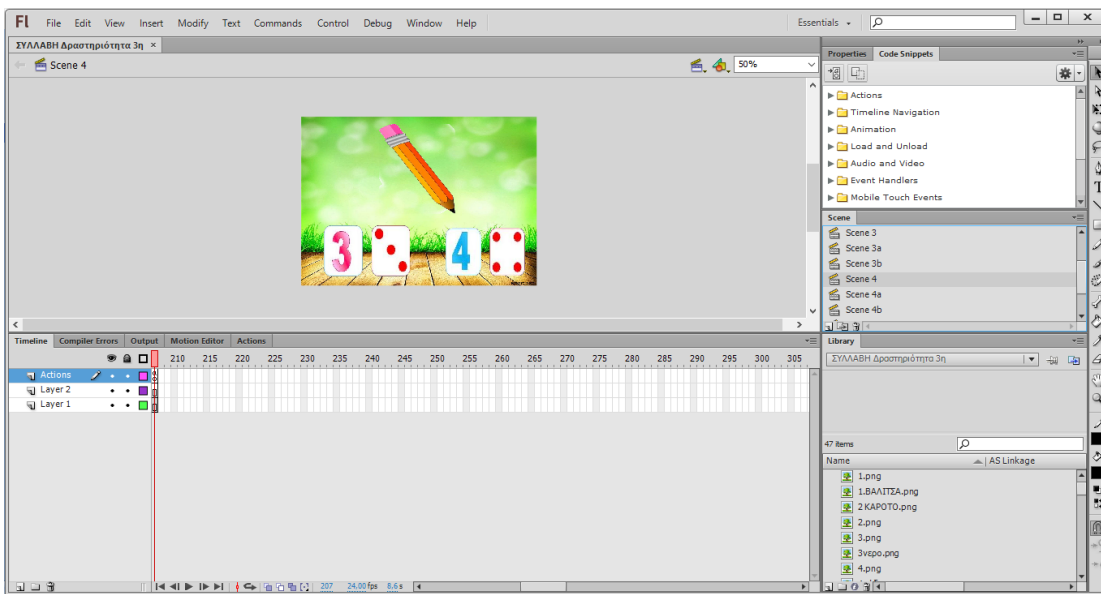 Fl File Edit View Insert Modify Text Commands Control Debug Window Help Essentials
ΣΥΛΛΑΒΗ Δραστηριότητα 3η ×
Scene 4 50%
3 4
Properties Code Snippets
Actions
Timeline Navigation
Animation
Load and Unload
Audio and Video
Event Handlers
Mobile Touch Events
Scene
Scene 3
Scene 3a
Scene 3b
Scene 4
Scene 4a
Scene 4b
Timeline Compiler Errors Output Motion Editor Actions
210 215 220 225 230 235 240 245 250 255 260 265 270 275 280 285 290 295 300 305
Actions
Layer 2
Layer 1
207 24.00 fps 8.6 s
Library
ΣΥΛΛΑΒΗ Δραστηριότητα 3η
47 items
Name AS Linkage
1.png
1.ΒΑΛΙΤΣΑ.png
2 ΚΑΡΟΤΟ.png
2.png
3.png
3νερο.png
4.png